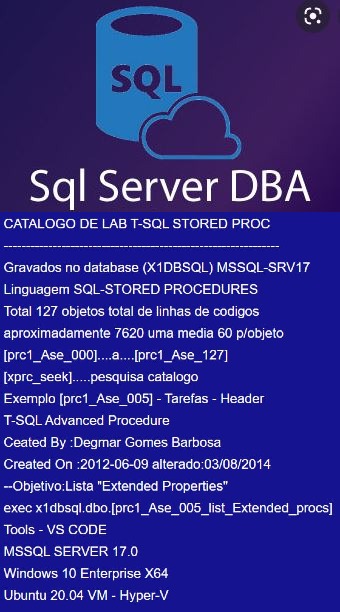 SQL
Sql Server DBA
CATALOGO DE LAB T-SQL STORED PROC
--------------------------------------------------------------
Gravados no database (X1DBSQL) MSSQL-SRV17
Linguagem SQL-STORED PROCEDURES
Total 127 objetos total de linhas de codigos
aproximadamente 7620 uma media 60 p/objeto
[prc1_Ase_000]....a....[prc1_Ase_127]
[xprc_seek].....pesquisa catalogo
Exemplo [prc1_Ase_005] - Tarefas - Header
T-SQL Advanced Procedure
Ceated By :Degmar Gomes Barbosa
Created On :2012-06-09 alterado:03/08/2014
--Objetivo:Lista "Extended Properties"
exec x1dbsql.dbo.[prc1_Ase_005_list_Extended_procs]
Tools - VS CODE
MSSQL SERVER 17.0
Windows 10 Enterprise X64
Ubuntu 20.04 VM - Hyper-V